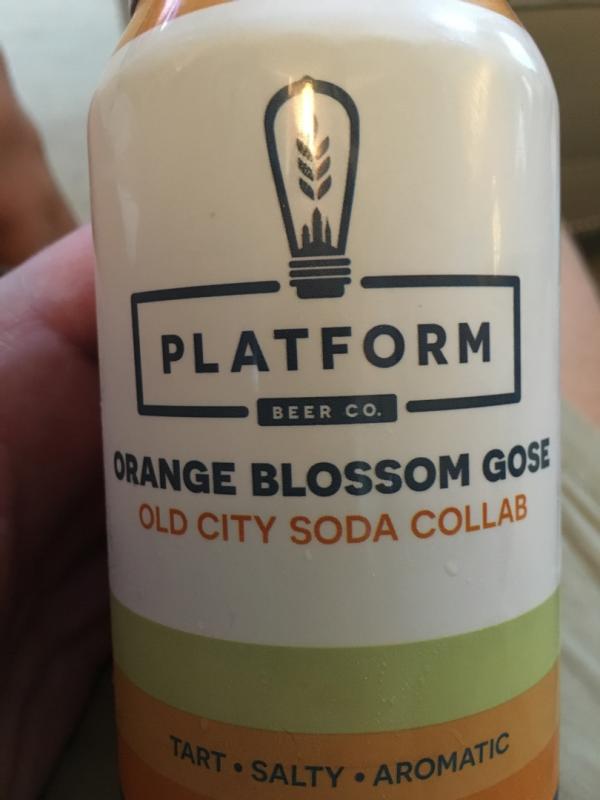 PLATFORM
BEER CO.
ORANGE BLOSSOM GOSE
OLD CITY SODA COLLAB
TART • SALTY • AROMATIC